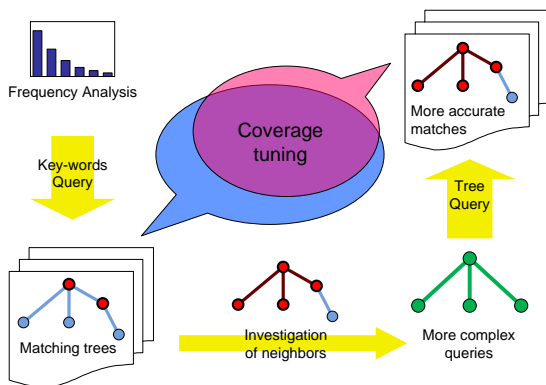 Frequency Analysis
Key-words
Query
Coverage
tuning
More accurate
matches
Tree
Query
Matching trees
Investigation
of neighbors
More complex
queries